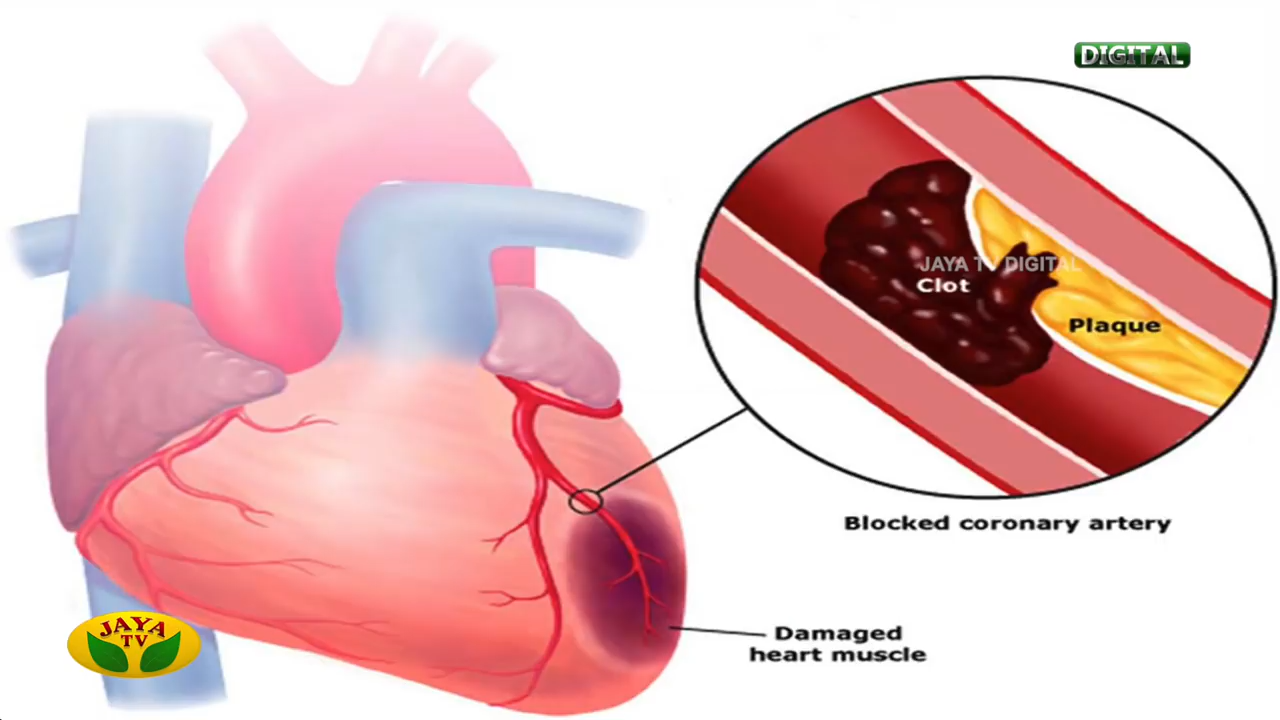 DIGITAL
JAYA TV DIGITAL
Clot
Plaque
Blocked coronary artery
Damaged
heart muscle
JAYA
TV